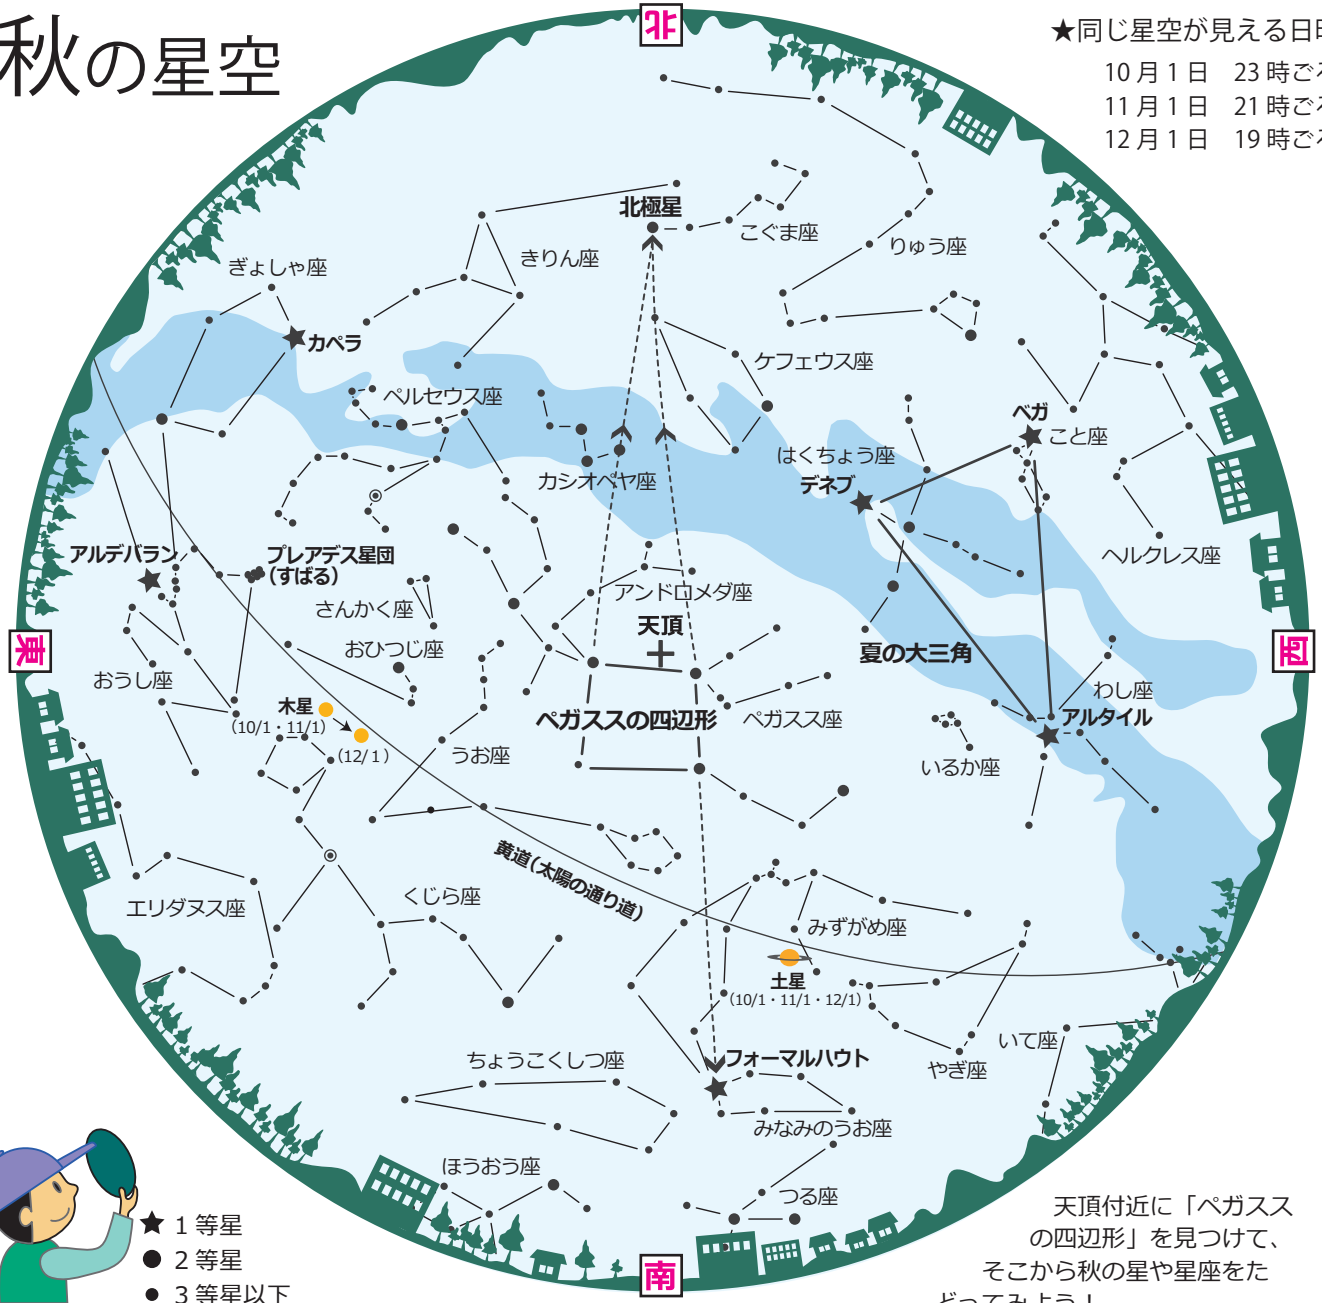 秋の星空
北
★同じ星空が見える日時
10月1日 23時ごろ
11月1日 21時ごろ
12月1日 19時ごろ
北極星
こぐま座
りゅう座
きりん座
ぎょしゃ座
カペラ
ケフェウス座
ペルセウス座
ベガ
こと座
はくちょう座
デネブ
カシオペヤ座
ヘルクレス座
アルデバラン
プレアデス星団
(すばる)
さんかく座
アンドロメダ座
天頂
おひつじ座
夏の大三角
東
西
おうし座
わし座
木星
(10/1・11/1)
(12/1)
アルタイル
ペガススの四辺形
ペガスス座
うお座
いるか座
黄道(太陽の通り道)
くじら座
エリダヌス座
みずがめ座
土星
(10/1・11/1・12/1)
いて座
やぎ座
ちょうこくしつ座
フォーマルハウト
みなみのうお座
ほうおう座
つる座
南
★ 1等星
● 2等星
● 3等星以下
天頂付近に「ペガスス
の四辺形」を見つけて、
そこから秋の星や星座をた
どってみよう!